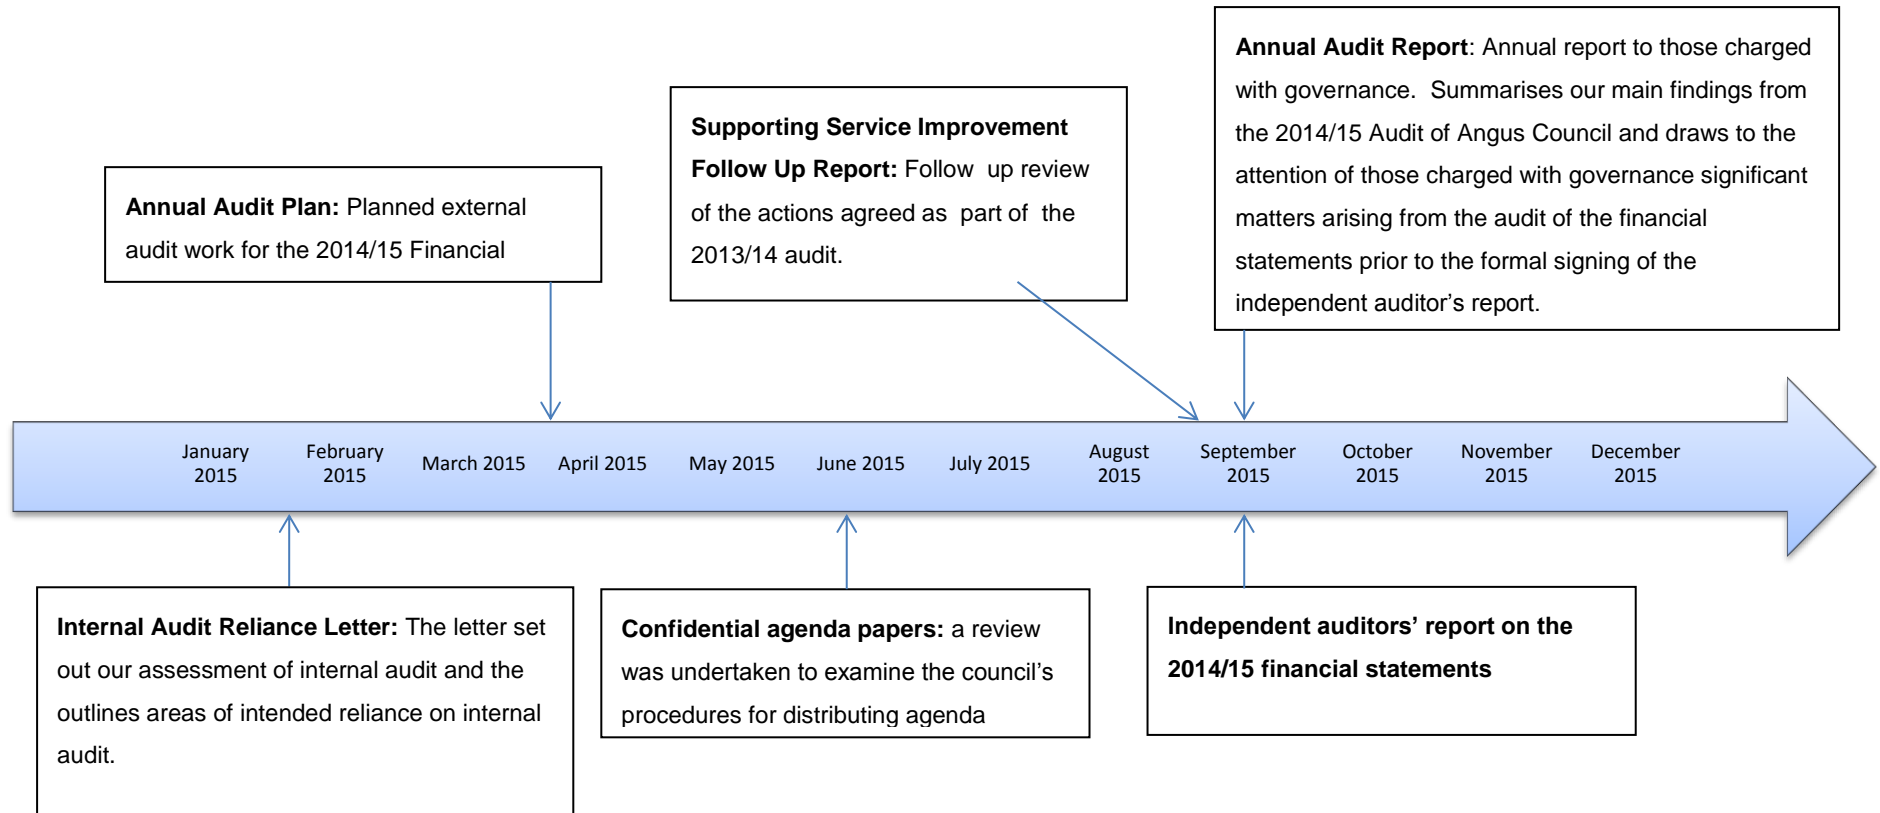 Annual Audit Report: Annual report to those charged
with governance.  Summarises our main findings from
the 2014/15 Audit of Angus Council and draws to the
attention of those charged with governance significant
matters arising from the audit of the financial
statements prior to the formal signing of the
independent auditor’s report.
Supporting Service Improvement
Follow Up Report: Follow  up review
of the actions agreed as  part of  the
2013/14 audit.
Annual Audit Plan: Planned external
audit work for the 2014/15 Financial
January
2015
February
2015
March 2015
April 2015
May 2015
June 2015
July 2015
August
2015
September
2015
October
2015
November
2015
December
2015
Internal Audit Reliance Letter: The letter set
out our assessment of internal audit and the
outlines areas of intended reliance on internal
audit.
Confidential agenda papers: a review
was undertaken to examine the council’s
procedures for distributing agenda
Independent auditors’ report on the
2014/15 financial statements